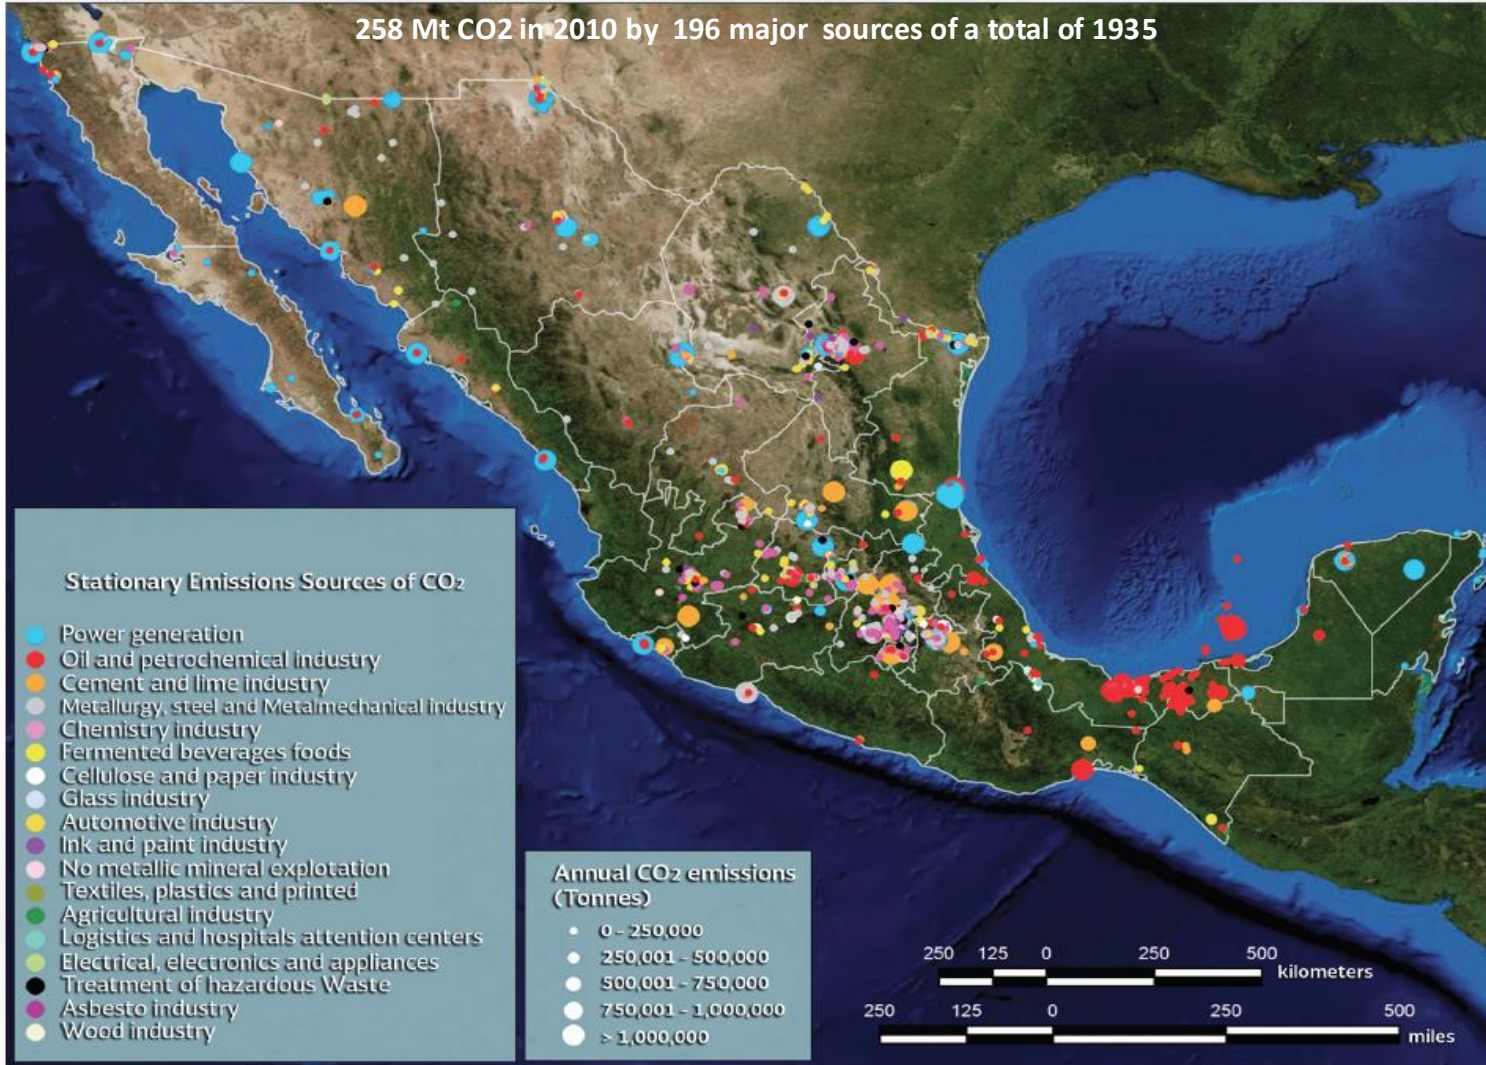 258 Mt CO2 in 2010 by 196 major sources of a total of 1935
Stationary Emissions Sources of CO2
Power generation
Oil and petrochemical industry
Cement and lime industry
Metallurgy, steel and Metalmechanical industry
Chemistry industry
Fermented beverages foods
Cellulose and paper industry
Glass industry
Automotive industry
Ink and paint industry
No metallic mineral explotation
Textiles, plastics and printed
Agricultural industry
Logistics and hospitals attention centers
Electrical, electronics and appliances
Treatment of hazardous Waste
Asbesto industry
Wood industry
Annual CO2 emissions
(Tonnes)
0 - 250,000
250,001 - 500,000
500,001 - 750,000
750,001 - 1,000,000
> 1,000,000
250 125 0 250 500
kilometers
250 125 0 250 500
miles